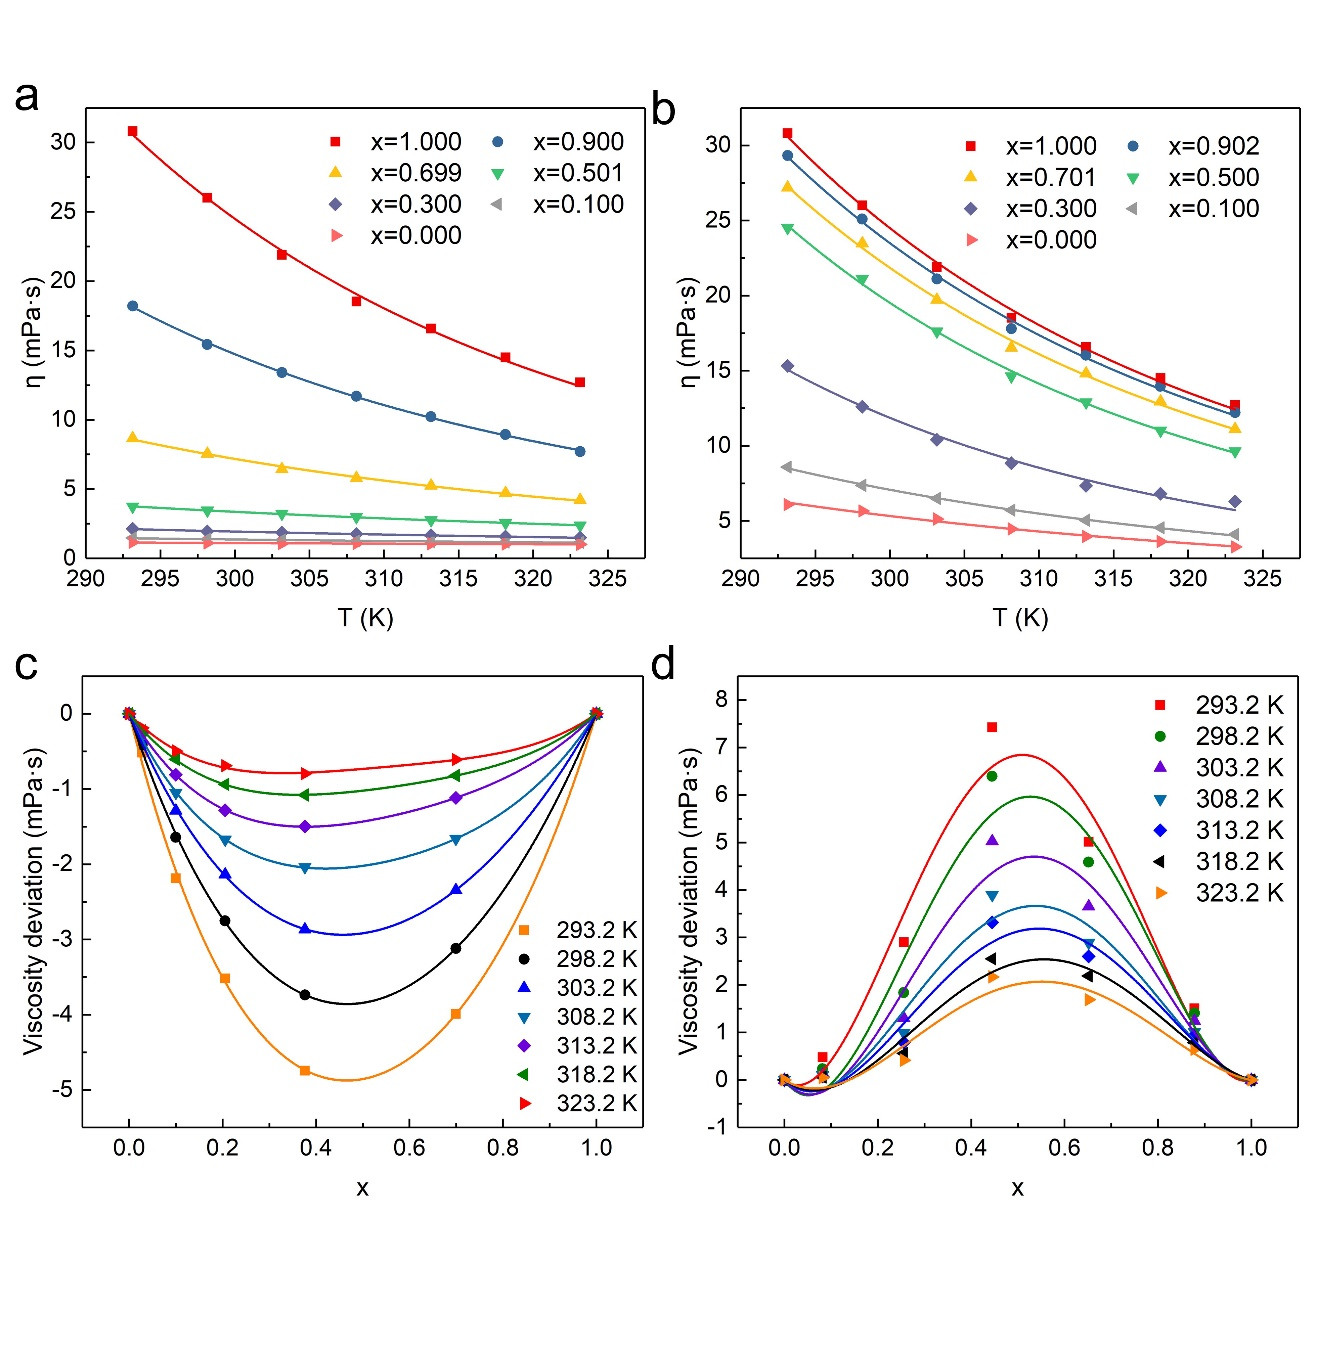 a
30
25
20
15
10
5
0
η (mPa·s)
x=1.000 x=0.900
x=0.699 x=0.501
x=0.300 x=0.100
x=0.000
290 295 300 305 310 315 320 325
T (K)
b
30
25
20
15
10
5
η (mPa·s)
x=1.000 x=0.902
x=0.701 x=0.500
x=0.300 x=0.100
x=0.000
290 295 300 305 310 315 320 325
T (K)
c
0
-1
-2
-3
-4
-5
Viscosity deviation (mPa·s)
293.2 K
298.2 K
303.2 K
308.2 K
313.2 K
318.2 K
323.2 K
0.0 0.2 0.4 0.6 0.8 1.0
x
d
8
7
6
5
4
3
2
1
0
-1
Viscosity deviation (mPa·s)
293.2 K
298.2 K
303.2 K
308.2 K
313.2 K
318.2 K
323.2 K
0.0 0.2 0.4 0.6 0.8 1.0
x